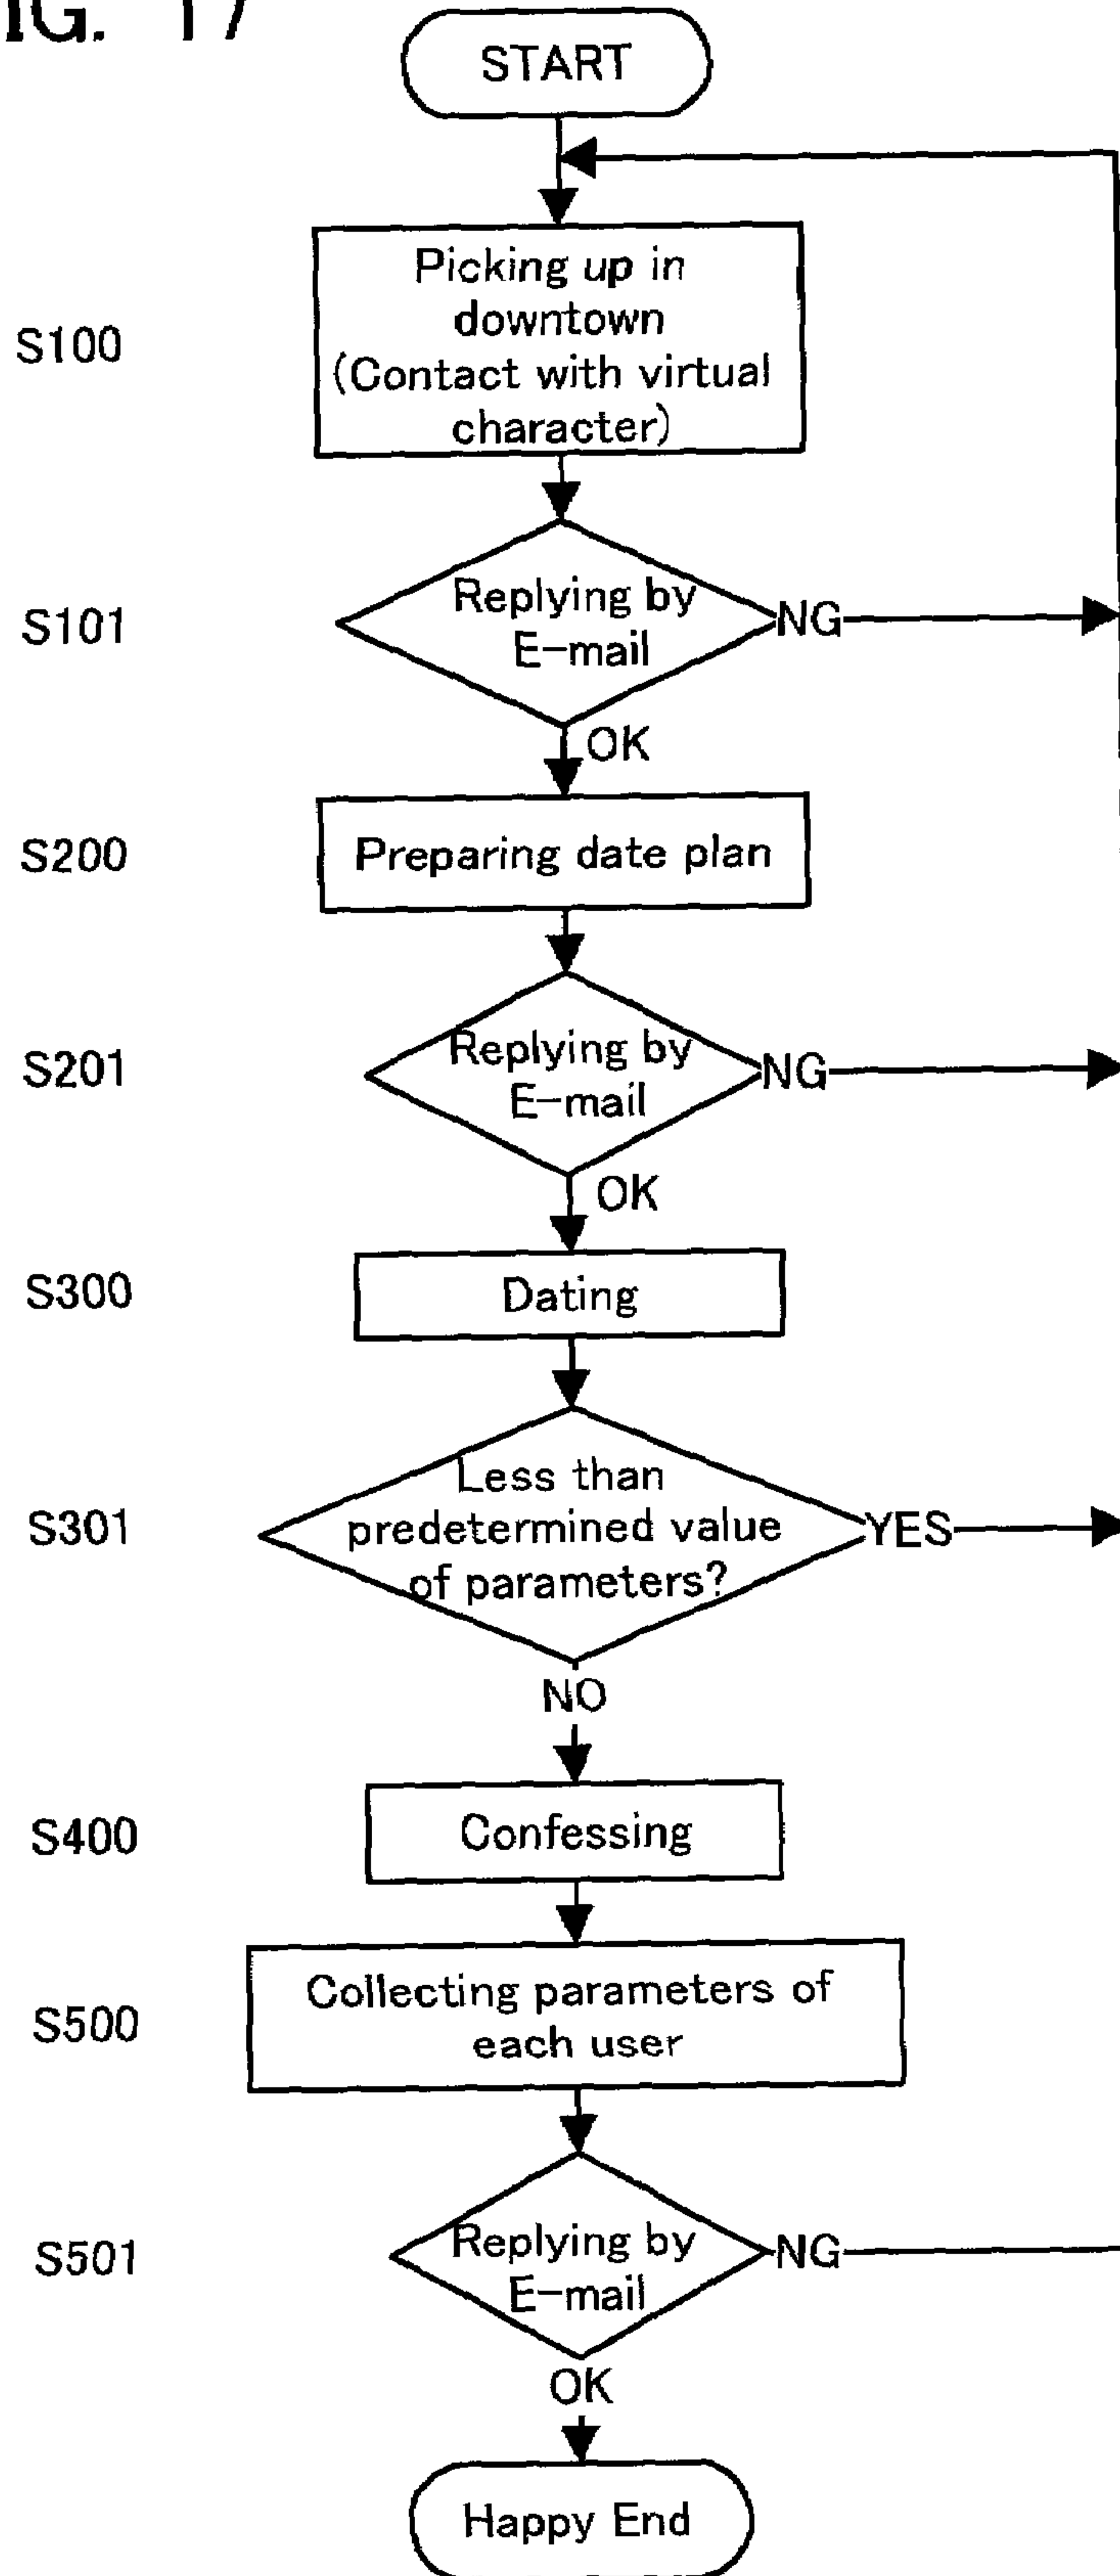 IG. 17
START
S100
Picking up in
downtown
(Contact with virtual
character)
S101
Replying by
E-mail
NG
OK
S200
Preparing date plan
S201
Replying by
E-mail
NG
OK
S300
Dating
S301
Less than
predetermined value
of parameters?
YES
NO
S400
Confessing
S500
Collecting parameters of
each user
S501
Replying by
E-mail
NG
OK
Happy End